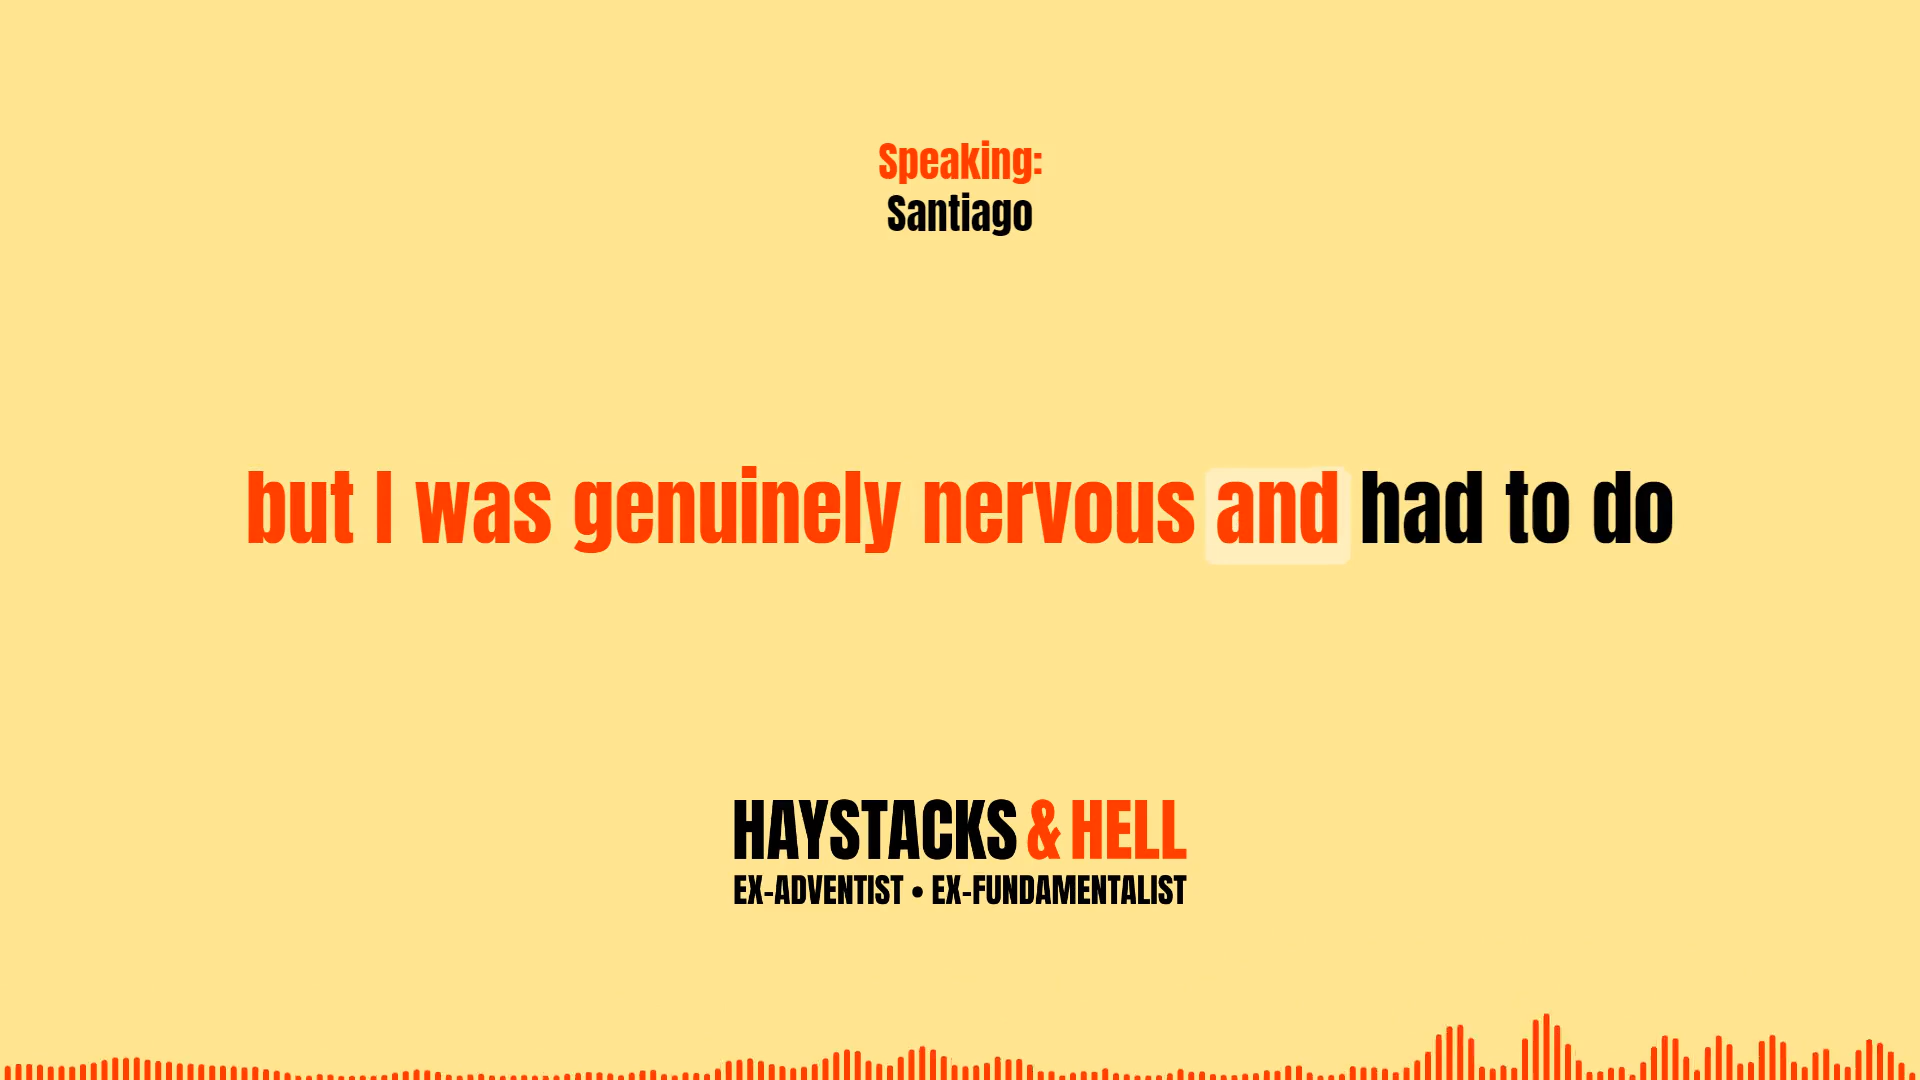 Speaking:
Santiago
but I was genuinely nervous and had to do
HAYSTACKS & HELL
EX-ADVENTIST • EX-FUNDAMENTALIST